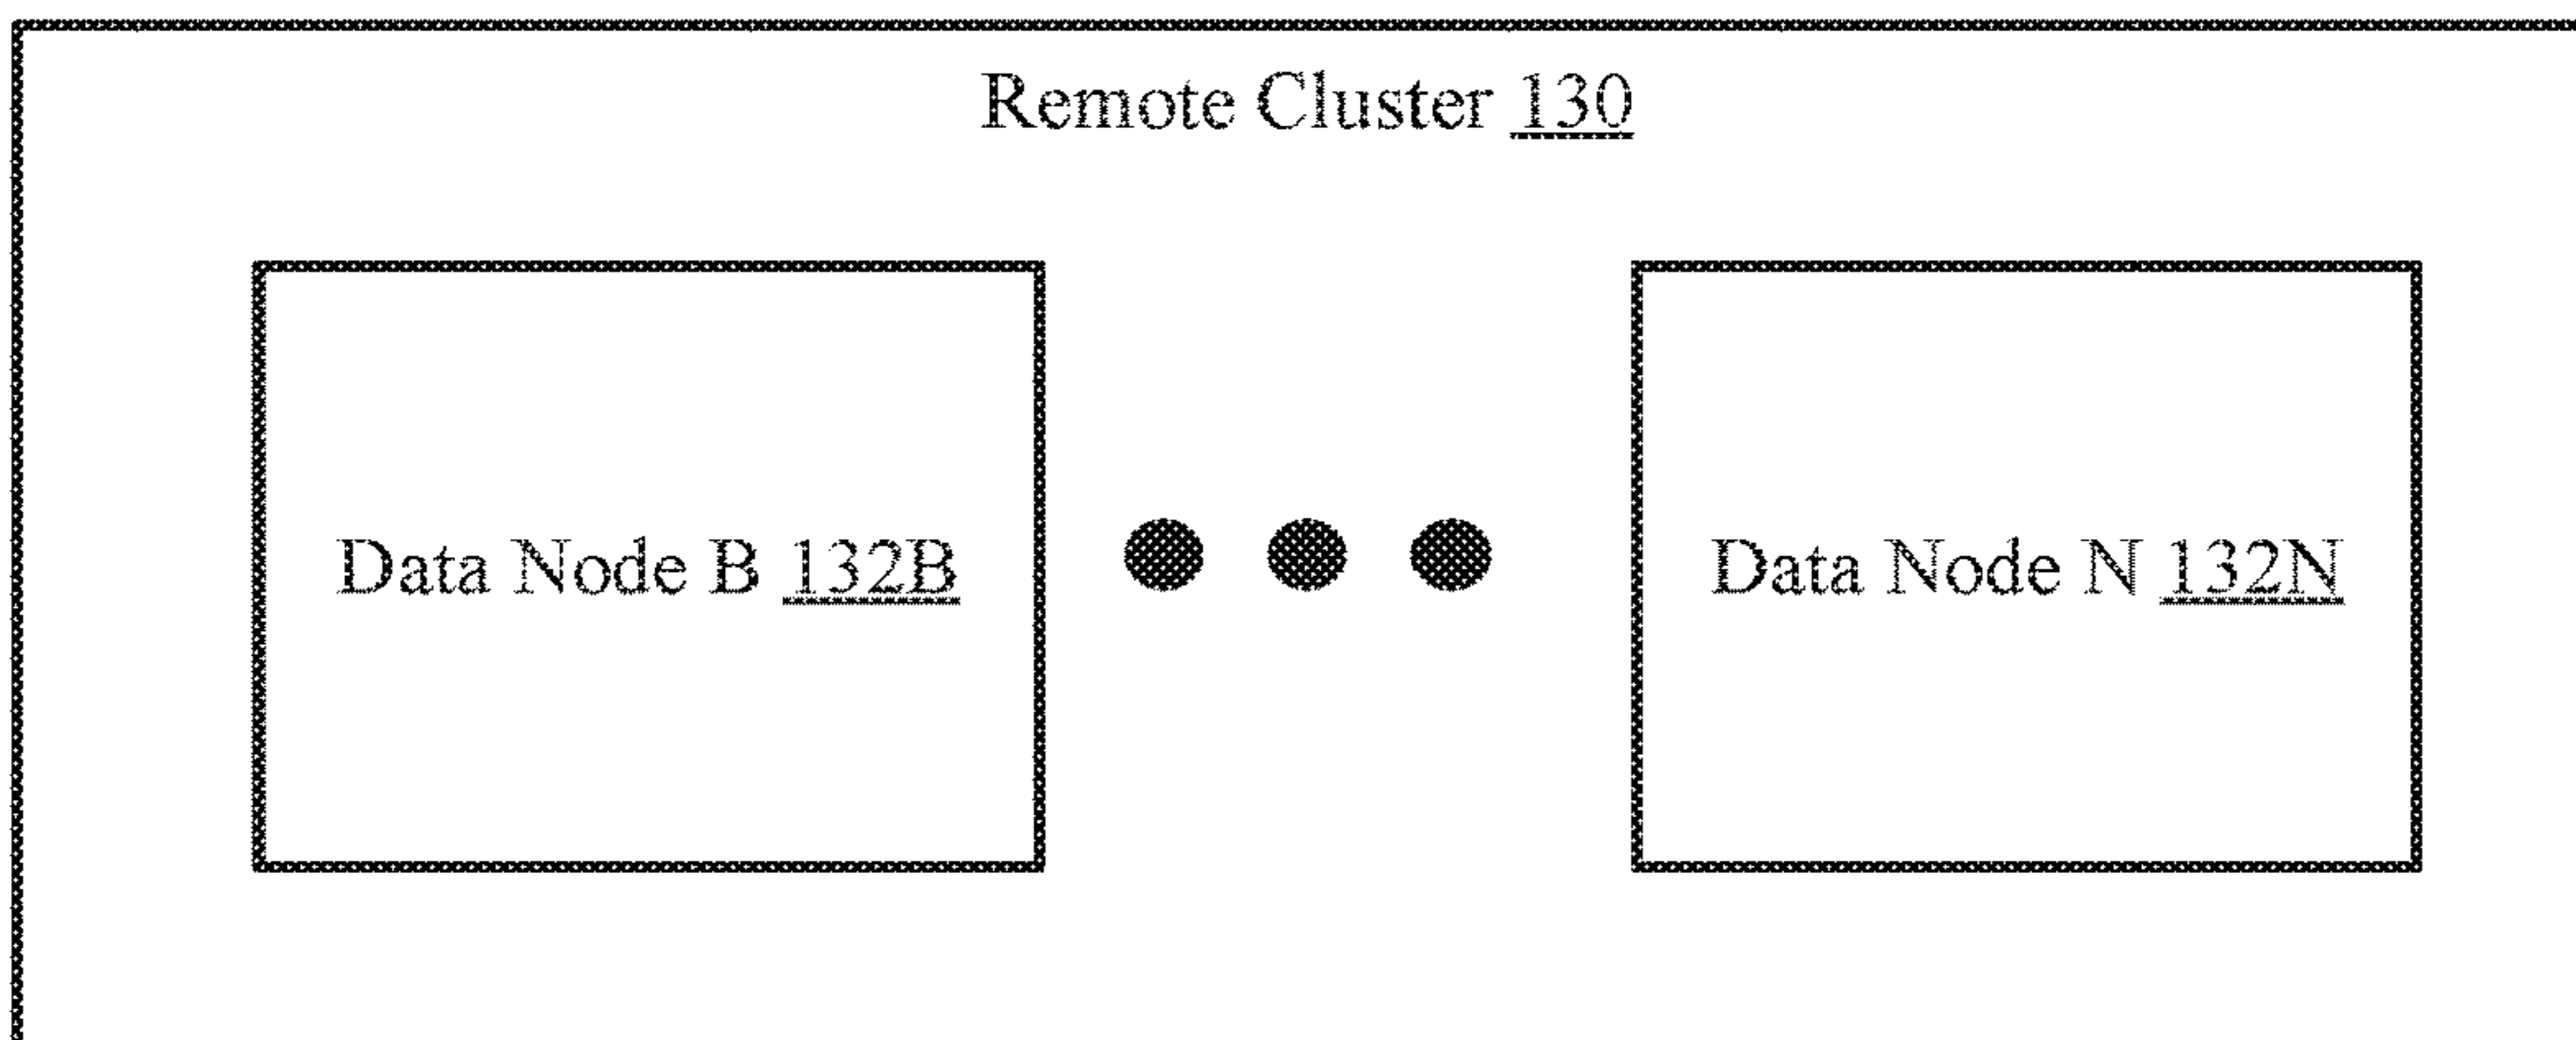 Remote Cluster 130
Data Node B 132B
Data Node N 132N